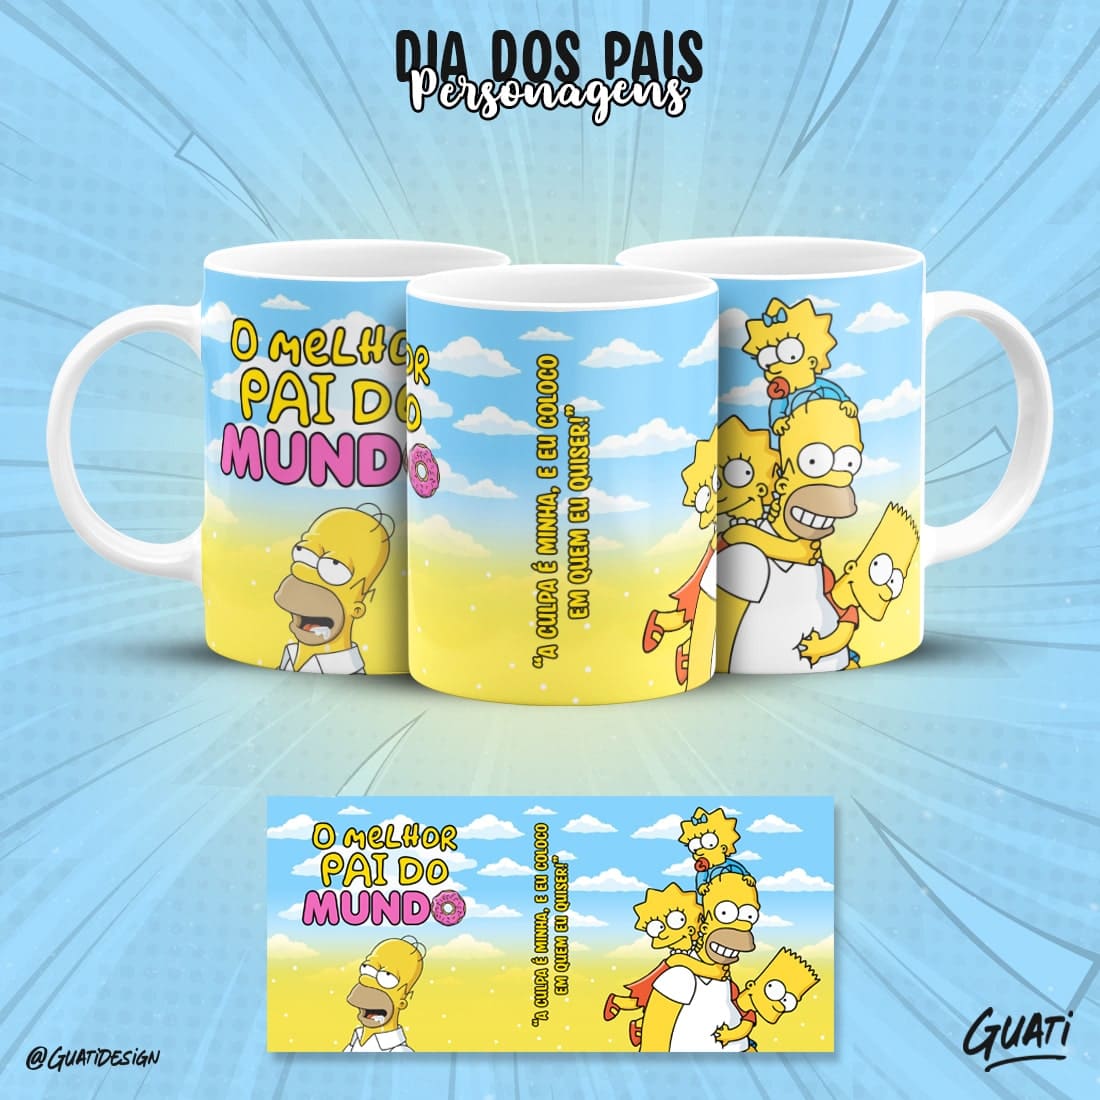 DIA DOS PAIS
Personagens
O MELHOR
PAI DO
MUNDO
OR
O
"A CULPA É MINHA, E EU COLOCO
EM QUEM EU QUISER!"
O MELHOR
PAI DO
MUNDO
"A CULPA É MINHA, E EU COLOCO
EM QUEM EU QUISER!"
@GUATIDESIGN
GUATI